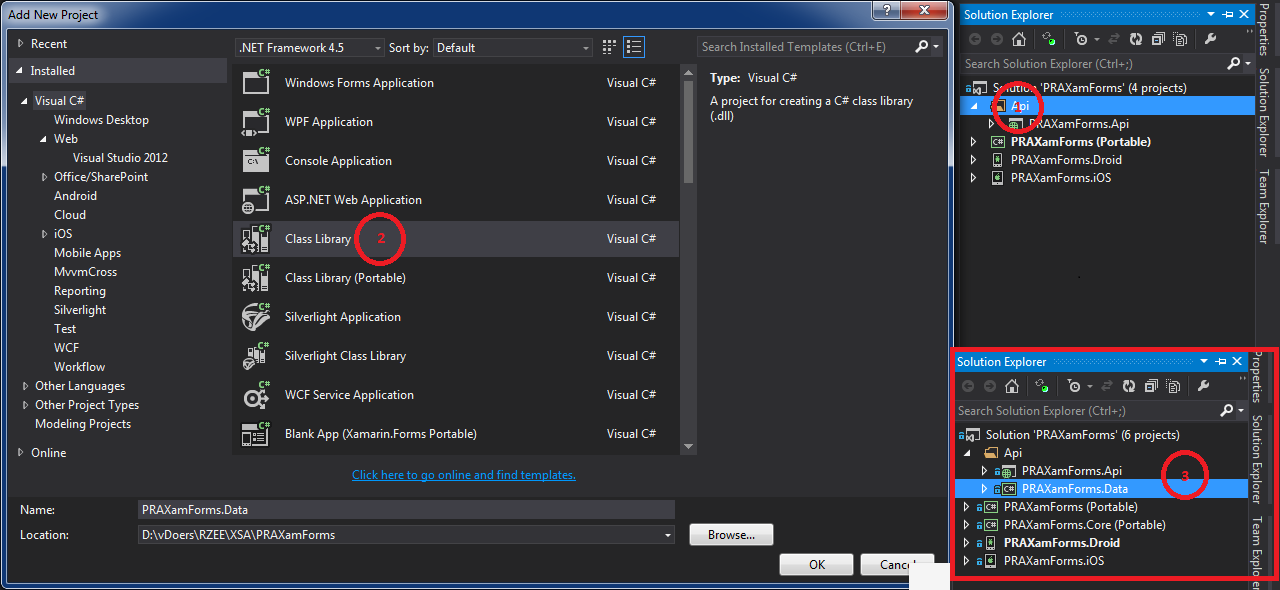 Add New Project
Recent
Installed
Visual C#
Windows Desktop
Web
Visual Studio 2012
Office/SharePoint
Android
Cloud
iOS
Mobile Apps
MvvmCross
Reporting
Silverlight
Test
WCF
Workflow
Other Languages
Other Project Types
Modeling Projects
Online
.NET Framework 4.5 Sort by: Default
Windows Forms Application Visual C#
WPF Application Visual C#
Console Application Visual C#
ASP.NET Web Application Visual C#
Class Library 2 Visual C#
Class Library (Portable) Visual C#
Silverlight Application Visual C#
Silverlight Class Library Visual C#
WCF Service Application Visual C#
Blank App (Xamarin.Forms Portable) Visual C#
Click here to go online and find templates.
Search Installed Templates (Ctrl+E)
Type: Visual C#
A project for creating a C# class library
(.dll)
Name: PRAXamForms.Data
Location: D:\vDoers\RZEE\XSA\PRAXamForms
Browse...
OK
Solution Explorer
Search Solution Explorer (Ctrl+;)
Solution 'PRAXamForms' (4 projects)
Api 1
PRAXamForms.Api
PRAXamForms (Portable)
PRAXamForms.Droid
PRAXamForms.iOS
Properties
Solution Explorer
Team Explorer
Solution Explorer
Search Solution Explorer (Ctrl+;)
Solution 'PRAXamForms' (6 projects)
Api
PRAXamForms.Api
PRAXamForms.Data
3
PRAXamForms (Portable)
PRAXamForms.Core (Portable)
PRAXamForms.Droid
PRAXamForms.iOS
Properties
Solution Explorer
Team Explorer